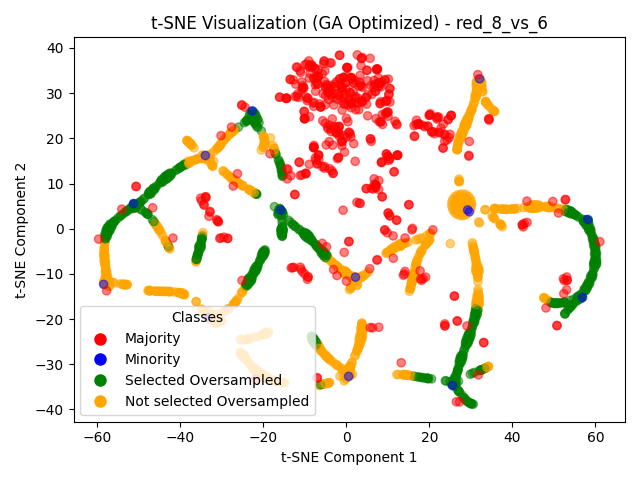 t-SNE Visualization (GA Optimized) - red_8_vs_6
40
30
20
10
0
−10
−20
−30
−40
t-SNE Component 2
Classes
Majority
Minority
Selected Oversampled
Not selected Oversampled
−60 −40 −20 0 20 40 60
t-SNE Component 1